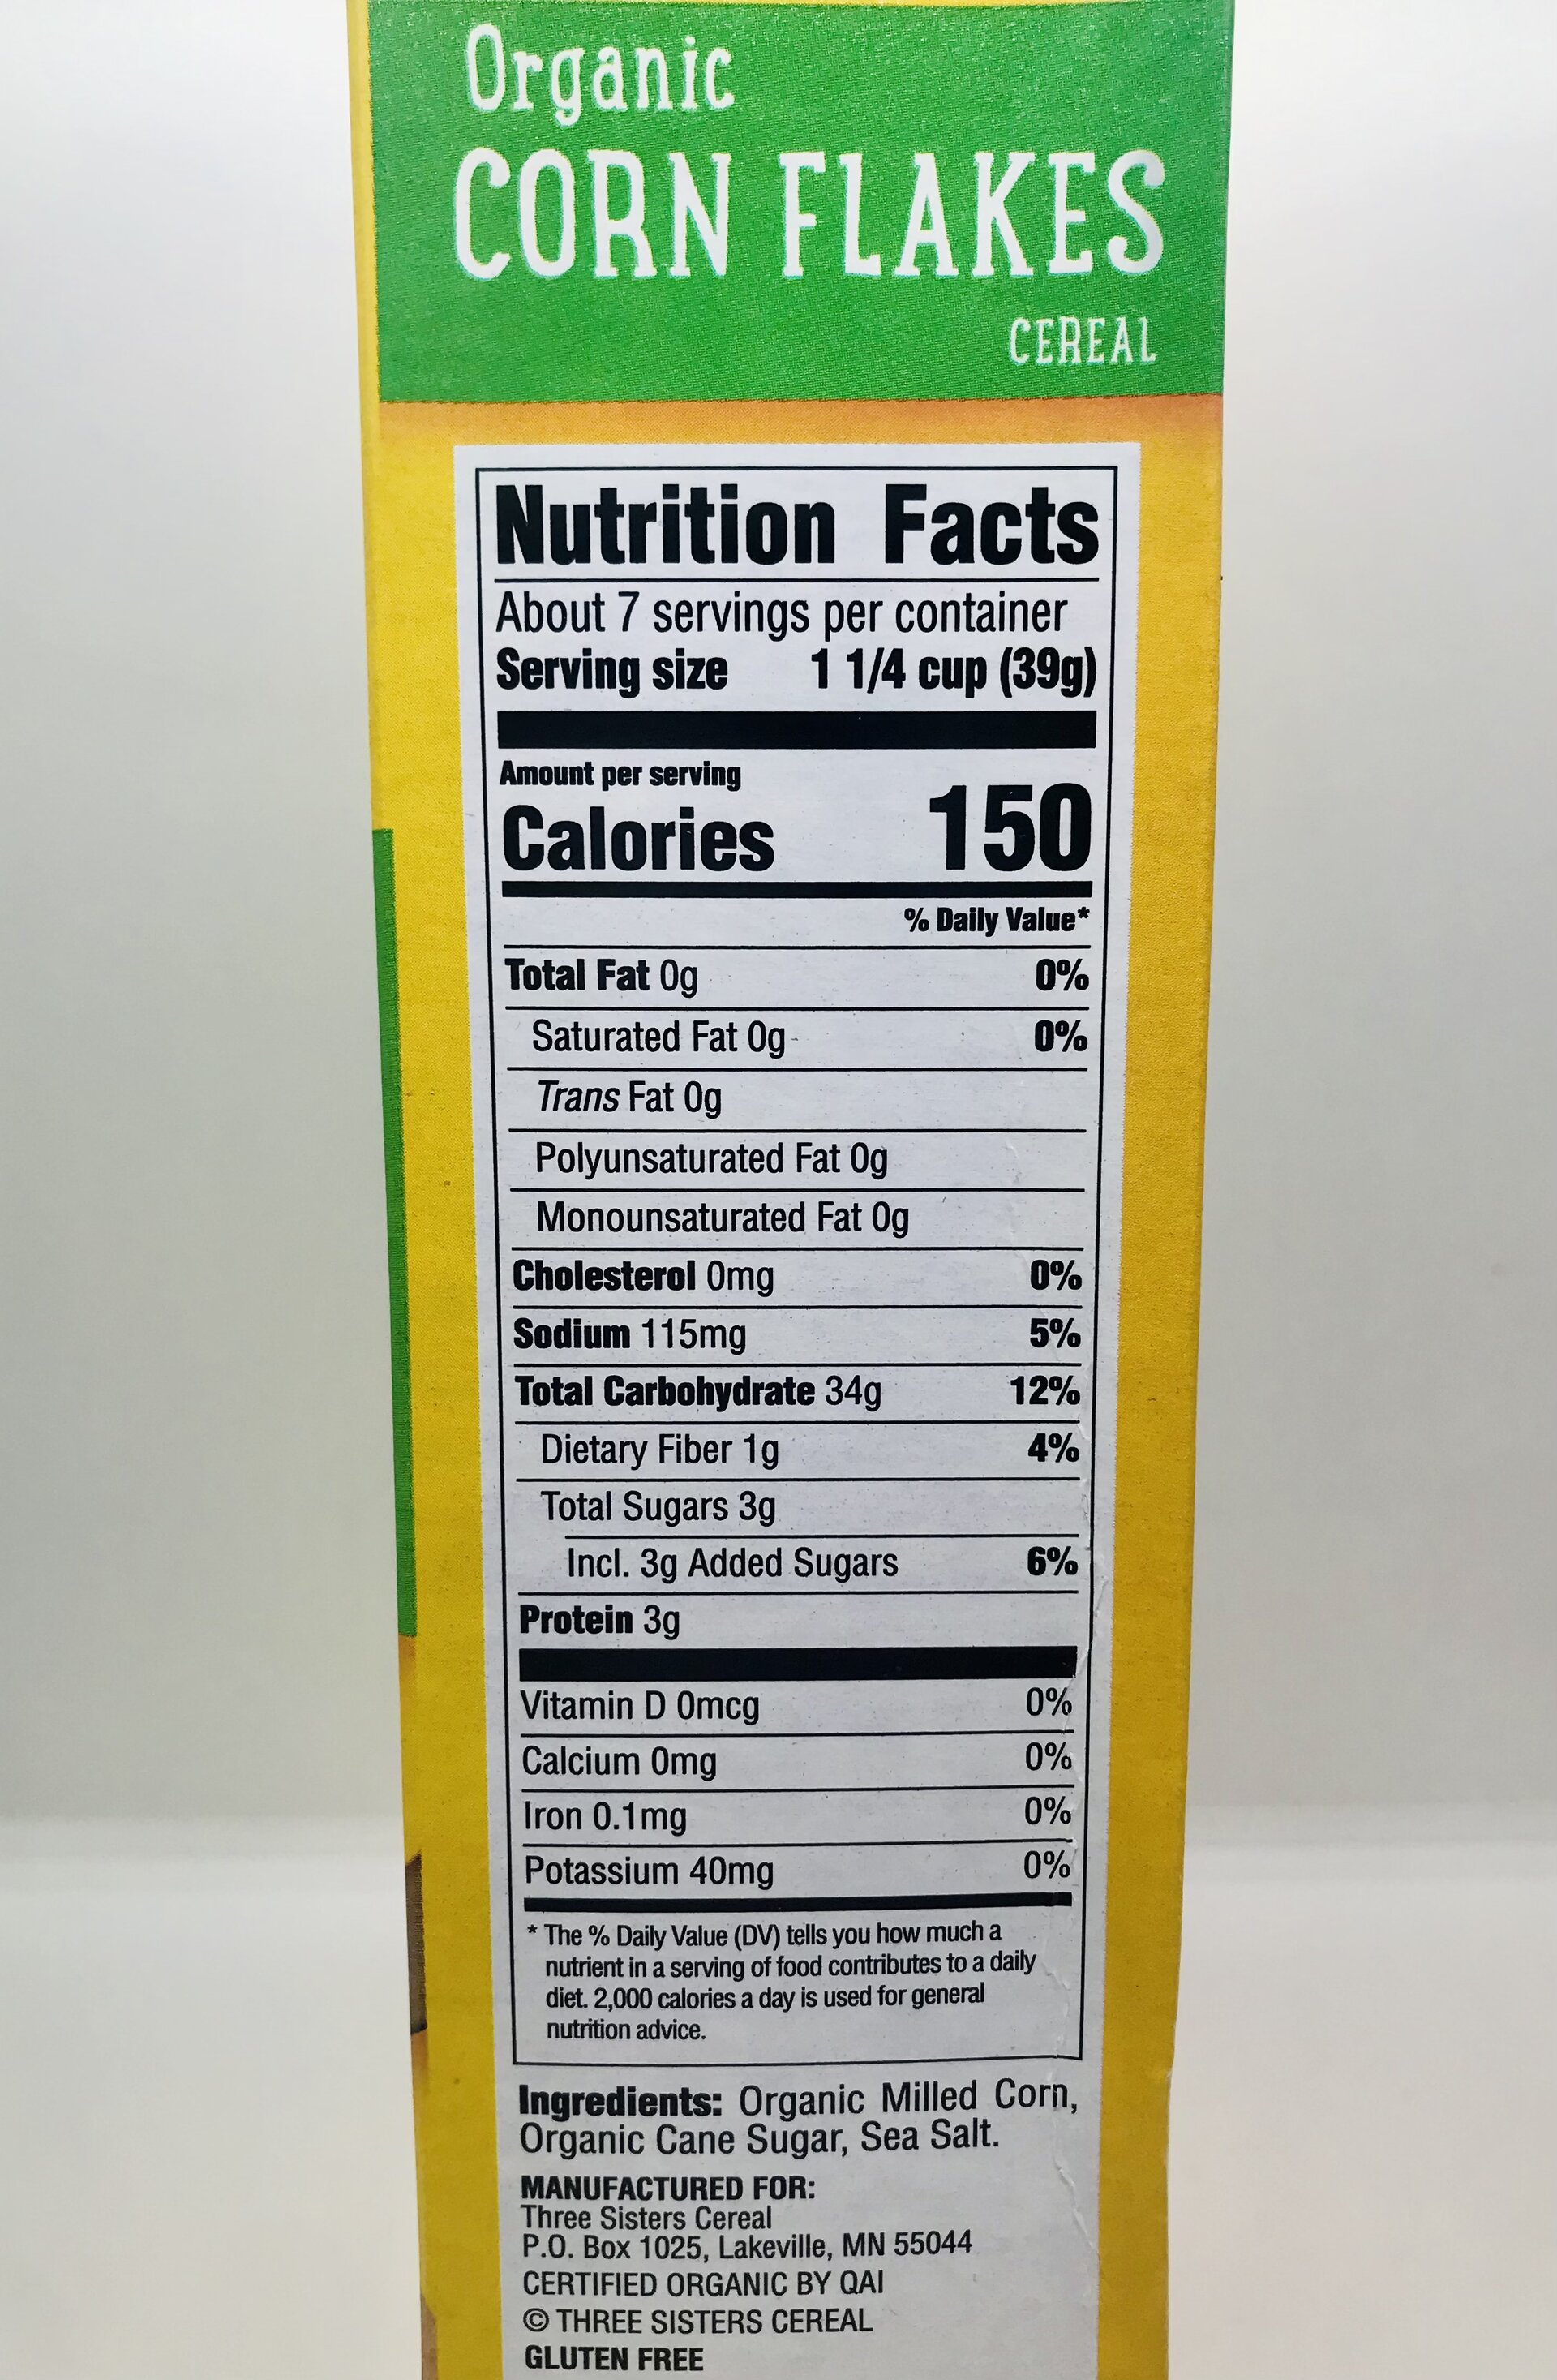 Organic
CORN FLAKES
CEREAL
Nutrition Facts
About 7 servings per container
Serving size 1 1/4 cup (39g)
Amount per serving
Calories 150
% Daily Value*
Total Fat 0g 0%
Saturated Fat 0g 0%
Trans Fat 0g
Polyunsaturated Fat 0g
Monounsaturated Fat 0g
Cholesterol 0mg 0%
Sodium 115mg 5%
Total Carbohydrate 34g 12%
Dietary Fiber 1g 4%
Total Sugars 3g
Incl. 3g Added Sugars 6%
Protein 3g
Vitamin D 0mcg 0%
Calcium 0mg 0%
Iron 0.1mg 0%
Potassium 40mg 0%
* The % Daily Value (DV) tells you how much a
nutrient in a serving of food contributes to a daily
diet. 2,000 calories a day is used for general
nutrition advice.
Ingredients: Organic Milled Corn,
Organic Cane Sugar, Sea Salt.
MANUFACTURED FOR:
Three Sisters Cereal
P.O. Box 1025, Lakeville, MN 55044
CERTIFIED ORGANIC BY QAI
© THREE SISTERS CEREAL
GLUTEN FREE